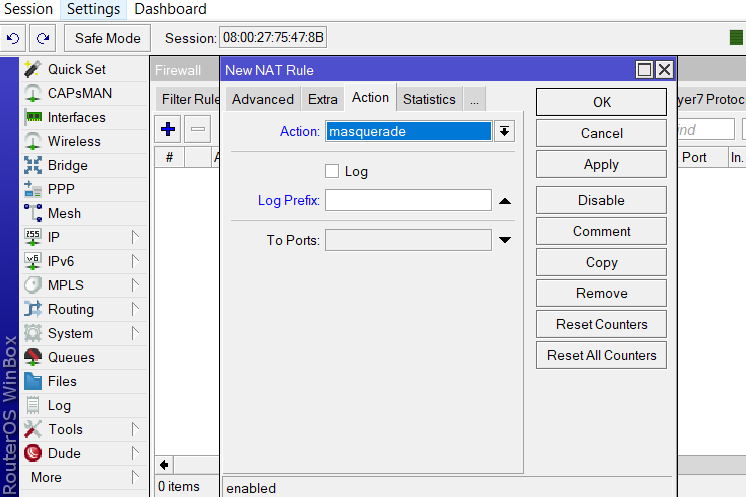 Session Settings Dashboard
Safe Mode Session: 08:00:27:75:47:8B
RouterOS WinBox
Quick Set
CAPsMAN
Interfaces
Wireless
Bridge
PPP
Mesh
255 IP
v6 IPv6
MPLS
Routing
System
Queues
Files
Log
Tools
Dude
More
Firewall
Filter Rule
yer7 Protoc
#
Port In.
0 items
New NAT Rule
Advanced Extra Action Statistics ...
Action: masquerade
Log
Log Prefix:
To Ports:
OK
Cancel
Apply
Disable
Comment
Copy
Remove
Reset Counters
Reset All Counters
enabled